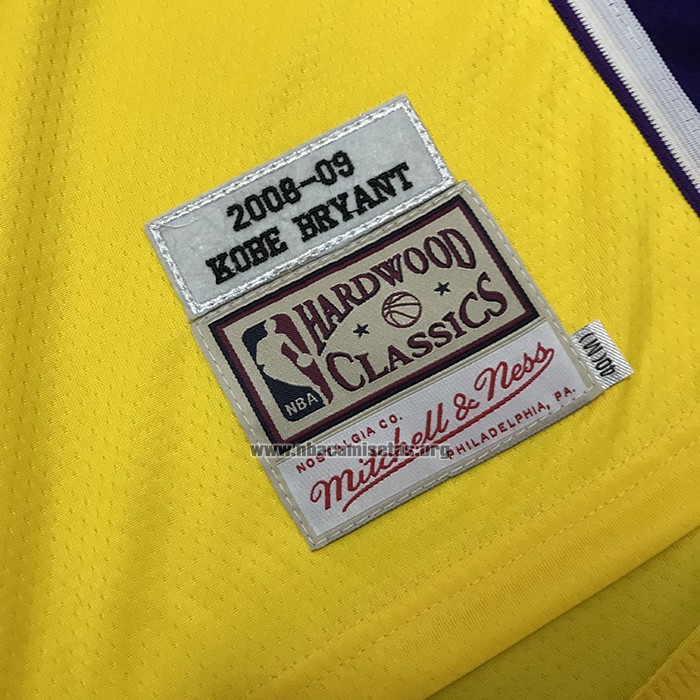 2008-09
KOBE BRYANT
HARDWOOD
CLASSICS
NBA
NOSTALGIA CO.
Mitchell & Ness
PHILADELPHIA, PA.
www.nbacamisetas.org